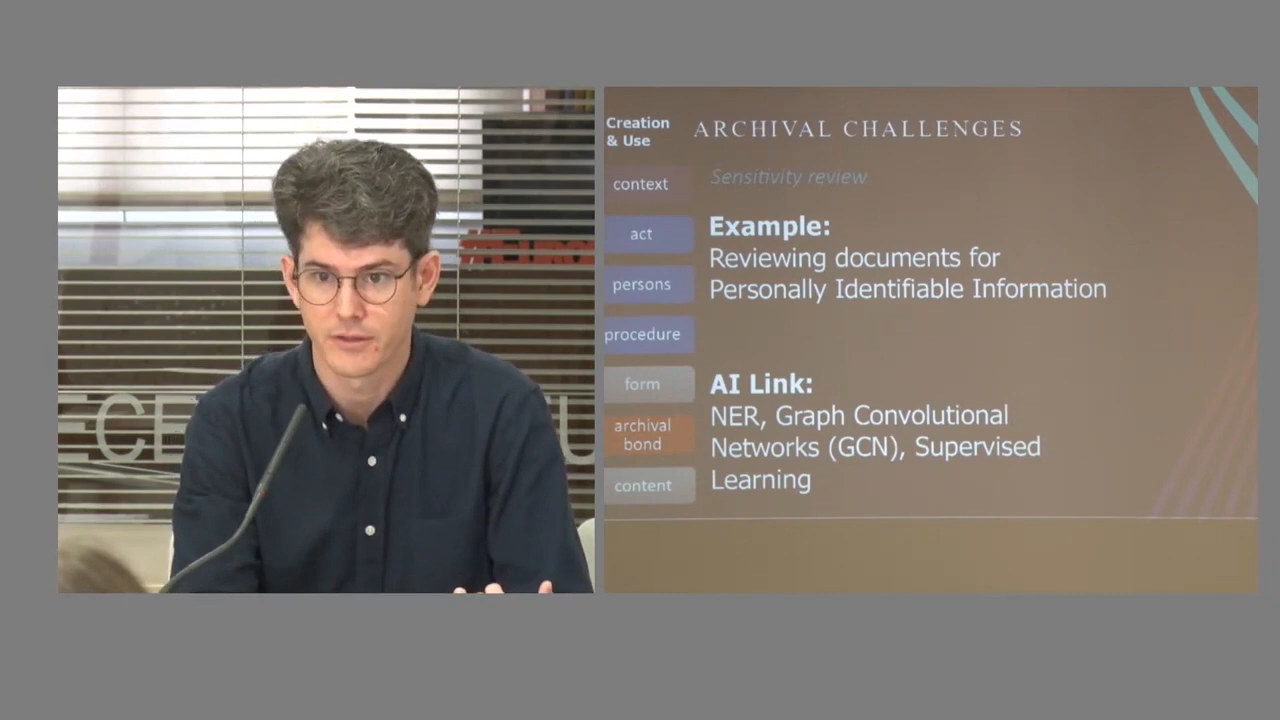 ECE
U
Creation
& Use
ARCHIVAL CHALLENGES
context
Sensitivity review
act
Example:
Reviewing documents for
persons
Personally Identifiable Information
procedure
form
AI Link:
NER, Graph Convolutional
archival
bond
Networks (GCN), Supervised
content
Learning